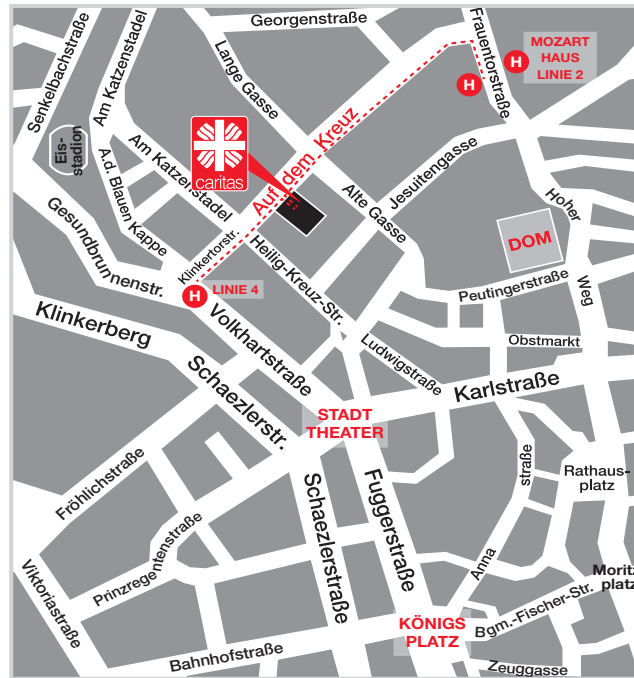 Georgenstraße
Frauentorstraße
H
H
MOZART
HAUS
LINIE 2
Senkelbachstraße
Am Katzenstadel
Lange Gasse
Eis-
stadion
caritas
Auf dem Kreuz
Am Katzenstadel
A.d. Blauen Kappe
Jesuitengasse
Alte Gasse
Hoher
Weg
DOM
Gesundbrunnenstr.
Klinkertorstr.
Heilig-Kreuz-Str.
Peutingerstraße
H
LINIE 4
Klinkerberg
Volkhartstraße
Obstmarkt
Ludwigstraße
Schaezlerstr.
Karlstraße
STADT
THEATER
Fröhlichstraße
Prinzregentenstraße
Schaezlerstraße
Fuggerstraße
Anna
straße
Rathaus-
platz
Viktoriastraße
Moritz
platz
Bgm.-Fischer-Str.
KÖNIGS
PLATZ
Bahnhofstraße
Zeuggasse